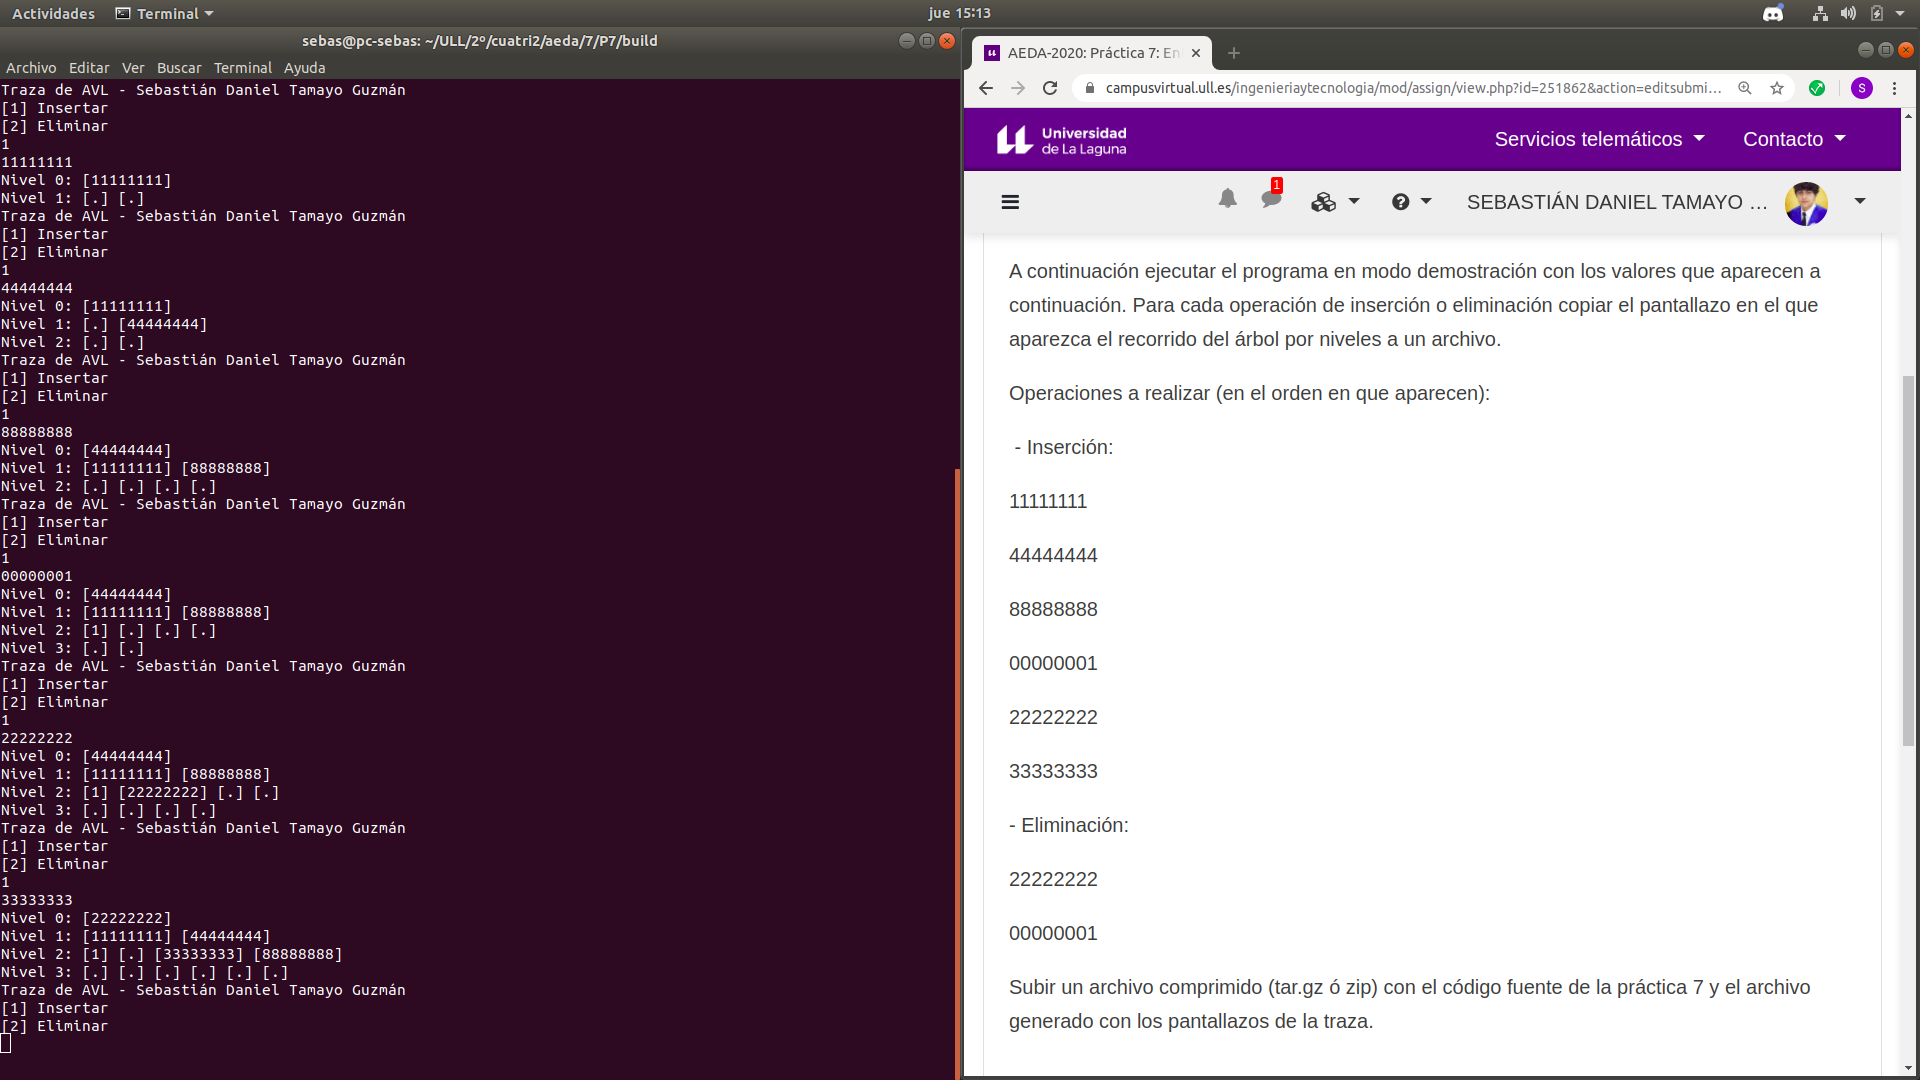 Actividades
Terminal
jue 15:13
sebas@pc-sebas: ~/ULL/2º/cuatri2/aeda/7/P7/build
Archivo Editar Ver Buscar Terminal Ayuda
Traza de AVL - Sebastián Daniel Tamayo Guzmán
[1] Insertar
[2] Eliminar
1
11111111
Nivel 0: [11111111]
Nivel 1: [.] [.]
Traza de AVL - Sebastián Daniel Tamayo Guzmán
[1] Insertar
[2] Eliminar
1
44444444
Nivel 0: [11111111]
Nivel 1: [.] [44444444]
Nivel 2: [.] [.]
Traza de AVL - Sebastián Daniel Tamayo Guzmán
[1] Insertar
[2] Eliminar
1
88888888
Nivel 0: [44444444]
Nivel 1: [11111111] [88888888]
Nivel 2: [.] [.] [.] [.]
Traza de AVL - Sebastián Daniel Tamayo Guzmán
[1] Insertar
[2] Eliminar
1
00000001
Nivel 0: [44444444]
Nivel 1: [11111111] [88888888]
Nivel 2: [1] [.] [.] [.]
Nivel 3: [.] [.]
Traza de AVL - Sebastián Daniel Tamayo Guzmán
[1] Insertar
[2] Eliminar
1
22222222
Nivel 0: [44444444]
Nivel 1: [11111111] [88888888]
Nivel 2: [1] [22222222] [.] [.]
Nivel 3: [.] [.] [.] [.]
Traza de AVL - Sebastián Daniel Tamayo Guzmán
[1] Insertar
[2] Eliminar
1
33333333
Nivel 0: [22222222]
Nivel 1: [11111111] [44444444]
Nivel 2: [1] [.] [33333333] [88888888]
Nivel 3: [.] [.] [.] [.] [.] [.]
Traza de AVL - Sebastián Daniel Tamayo Guzmán
[1] Insertar
[2] Eliminar
AEDA-2020: Práctica 7: En
campusvirtual.ull.es/ingenieriaytecnologia/mod/assign/view.php?id=251862&action=editsubmi...
S
Universidad
de La Laguna
Servicios telemáticos
Contacto
1
SEBASTIÁN DANIEL TAMAYO ...
A continuación ejecutar el programa en modo demostración con los valores que aparecen a
continuación. Para cada operación de inserción o eliminación copiar el pantallazo en el que
aparezca el recorrido del árbol por niveles a un archivo.
Operaciones a realizar (en el orden en que aparecen):
- Inserción:
11111111
44444444
88888888
00000001
22222222
33333333
- Eliminación:
22222222
00000001
Subir un archivo comprimido (tar.gz ó zip) con el código fuente de la práctica 7 y el archivo
generado con los pantallazos de la traza.